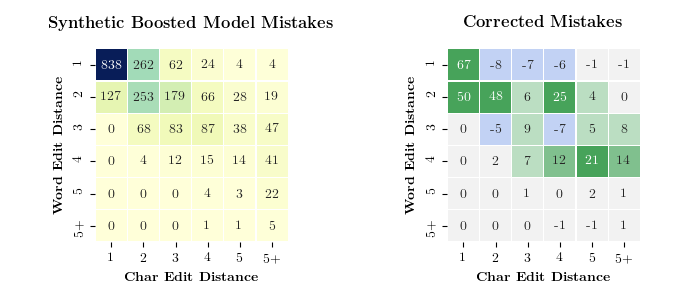 Synthetic Boosted Model Mistakes
Word Edit Distance
1 838 262 62 24 4 4
2 127 253 179 66 28 19
3 0 68 83 87 38 47
4 0 4 12 15 14 41
5 0 0 0 4 3 22
5+ 0 0 0 1 1 5
1 2 3 4 5 5+
Char Edit Distance
Corrected Mistakes
Word Edit Distance
1 67 -8 -7 -6 -1 -1
2 50 48 6 25 4 0
3 0 -5 9 -7 5 8
4 0 2 7 12 21 14
5 0 0 1 0 2 1
5+ 0 0 0 -1 -1 1
1 2 3 4 5 5+
Char Edit Distance